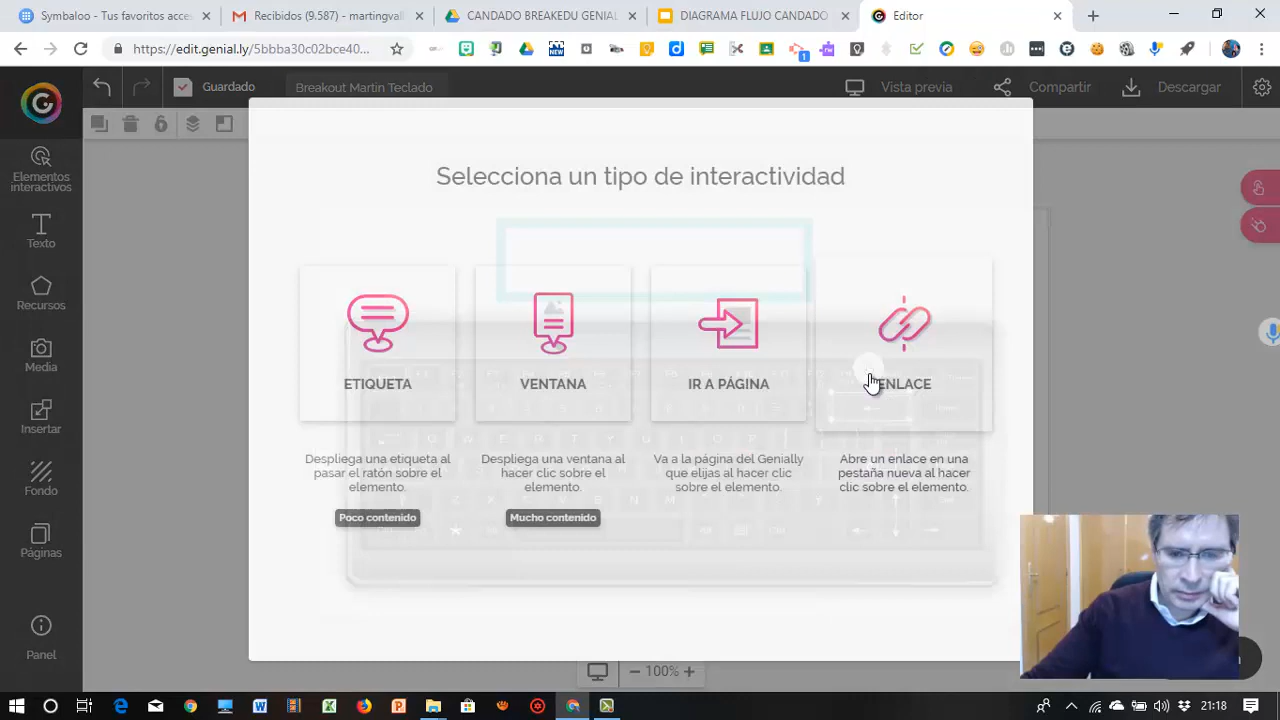 Symbaloo - Tus favoritos acc
Recibidos (9.587) - martingvalt
CANDADO BREAKEDU GENIAL
DIAGRAMA FLUJO CANDADO
Editor
https://edit.genial.ly/5bbba30c02bce40...
NEW
1
Guardado
Breakout Martin Teclado
Vista previa
Compartir
Descargar
Elementos
interactivos
Texto
Recursos
Media
Insertar
Fondo
Páginas
Panel
Selecciona un tipo de interactividad
ETIQUETA
VENTANA
IR A PÁGINA
ENLACE
Despliega una etiqueta al
pasar el ratón sobre el
elemento.
Poco contenido
Despliega una ventana al
hacer clic sobre el
elemento.
Mucho contenido
Va a la página del Genially
que elijas al hacer clic
sobre el elemento.
Abre un enlace en una
pestaña nueva al hacer
clic sobre el elemento.
100%
21:18